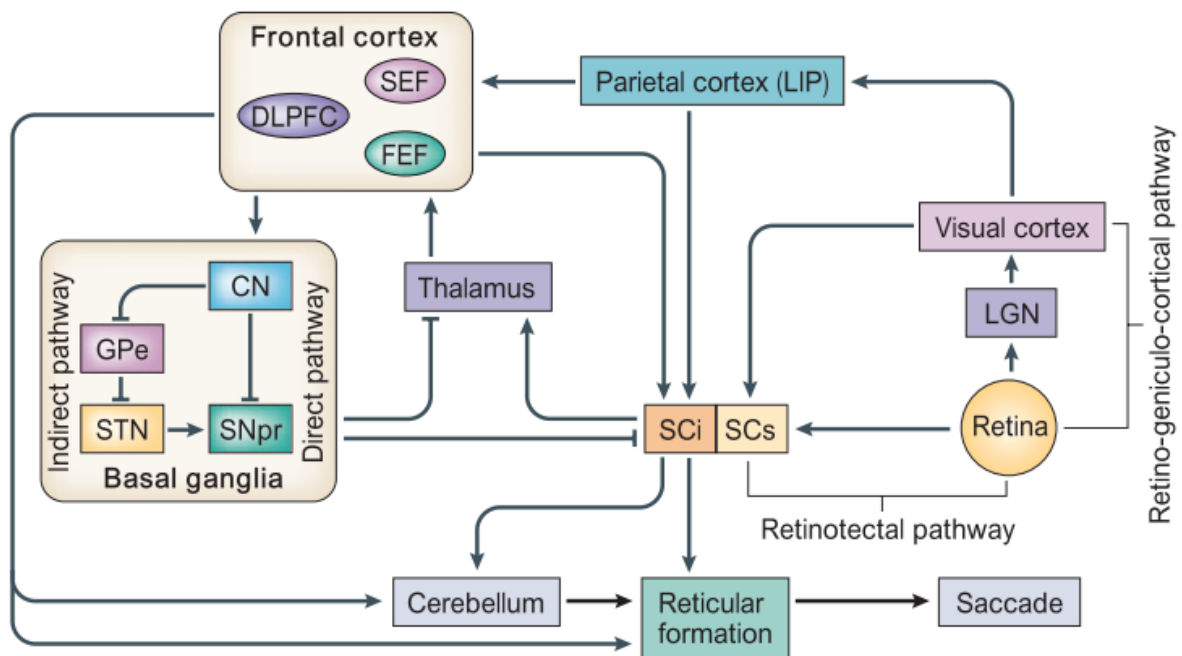 Frontal cortex
SEF
DLPFC
FEF
Parietal cortex (LIP)
Visual cortex
LGN
Retina
Retino-geniculo-cortical pathway
Thalamus
Indirect pathway
CN
GPe
STN
SNpr
Direct pathway
Basal ganglia
SCi
SCs
Retinotectal pathway
Cerebellum
Reticular
formation
Saccade